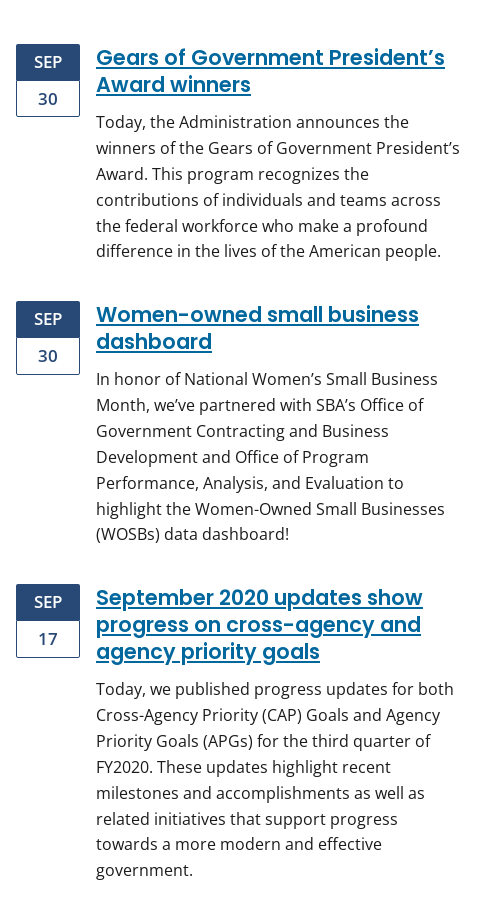 SEP
30
Gears of Government President’s
Award winners
Today, the Administration announces the
winners of the Gears of Government President’s
Award. This program recognizes the
contributions of individuals and teams across
the federal workforce who make a profound
difference in the lives of the American people.
SEP
30
Women-owned small business
dashboard
In honor of National Women’s Small Business
Month, we’ve partnered with SBA’s Office of
Government Contracting and Business
Development and Office of Program
Performance, Analysis, and Evaluation to
highlight the Women-Owned Small Businesses
(WOSBs) data dashboard!
SEP
17
September 2020 updates show
progress on cross-agency and
agency priority goals
Today, we published progress updates for both
Cross-Agency Priority (CAP) Goals and Agency
Priority Goals (APGs) for the third quarter of
FY2020. These updates highlight recent
milestones and accomplishments as well as
related initiatives that support progress
towards a more modern and effective
government.